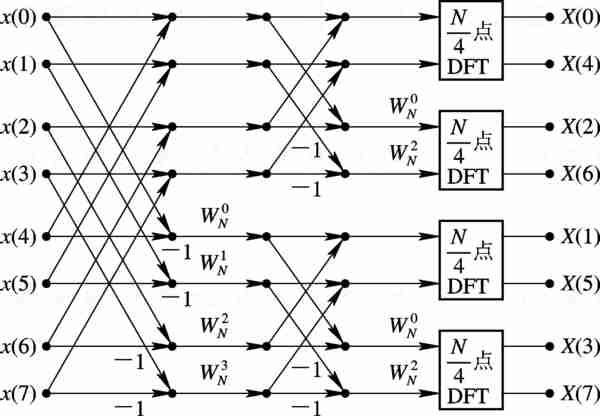 x(0)
X(0)
N/4点
DFT
x(1)
X(4)
x(2)
W_N^0
X(2)
N/4点
DFT
x(3)
−1
W_N^2
X(6)
−1
x(4)
W_N^0
X(1)
−1
N/4点
DFT
x(5)
W_N^1
X(5)
−1
x(6)
W_N^2
W_N^0
X(3)
−1
−1
N/4点
DFT
x(7)
W_N^3
W_N^2
X(7)
−1
−1